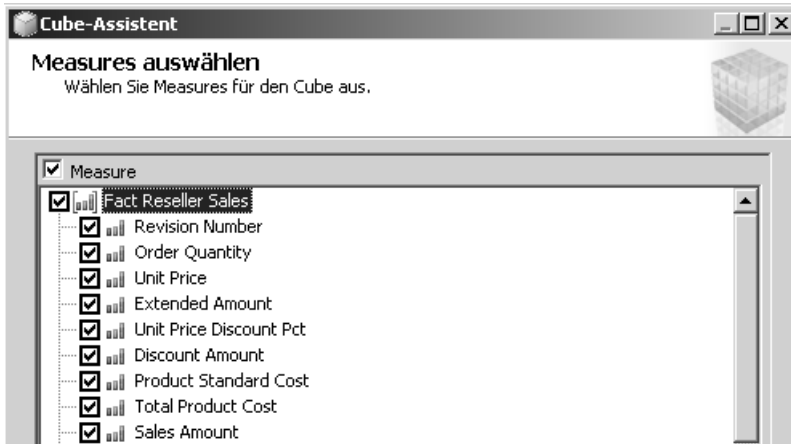 Cube-Assistent
Measures auswählen
Wählen Sie Measures für den Cube aus.
Measure
Fact Reseller Sales
Revision Number
Order Quantity
Unit Price
Extended Amount
Unit Price Discount Pct
Discount Amount
Product Standard Cost
Total Product Cost
Sales Amount